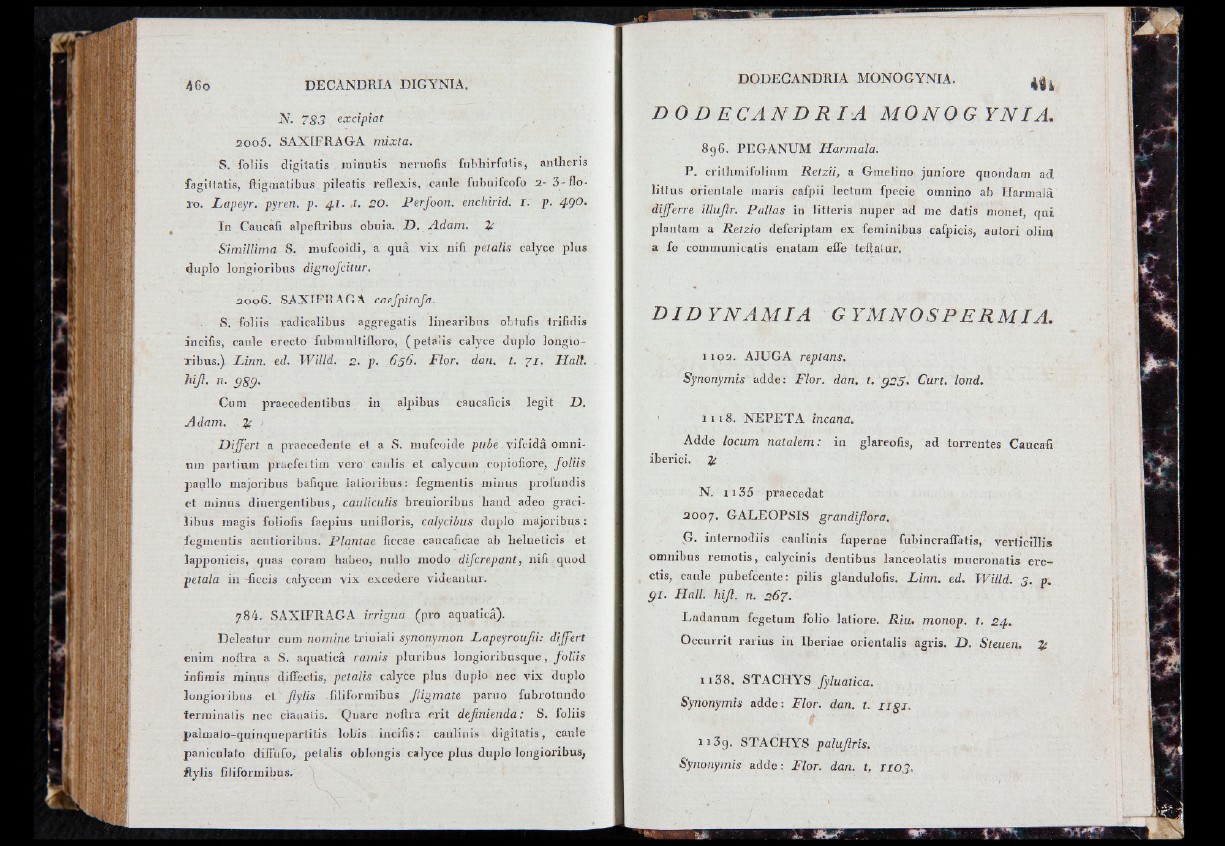 460 DECANDRIA DIGYNIA.
N. 783 excipiat
2005. SAXIFRAGA mixta.
S. foliis digitatis minutis neruoſis ſubhirſutis, antheris
ſagittatis, ſtigmatibus pileatis reflexis, caule ſubuiſcoſo 2- 3-flo-
ro. Lapeyr. pyren. p. 41. t. 20. Perſoon. enchirid. 1. p. 490.
In Caucaſi alpeſtribus obuia. D. Adam. ♃
Simillima S. muſcoidi, a quâ vix niſi petalis calyce plus
duplo longioribus dignoſcitur.
2006. SAXIFRAGA caeſpitoſa.
S. foliis radicalibus aggregatis linearibus obtuſis trifidis
inciſis, caule erecto ſubmultifloro, (petalis calyce duplo longio-
ribus.) Linn. ed. Willd. 2. p. 656. Flor. dan. t. 71. Hall.
hiſt. n. 989.
Cum praecedentibus in alpibus caucaſicis legit D.
Adam. ♃
Differt a praecedente et a S. muſcoide pube viſcidâ omni-
um partium praeſertim vero caulis et calycum copioſiore, foliis
paullo majoribus baſique latioribus: ſegmentis minus profundis
et minus diuergentibus, cauliculis breuioribus haud adeo graci-
libus magis folioſis ſaepius unifloris, calycibus duplo majoribus:
ſegmentis acutioribus. Plantae ſiccae caucaſicae ab helueticis et
lapponicis, quas coram habeo, nullo modo diſcrepant, niſi quod
petala in ſiccis calycem vix excedere videantur.
784. SAXIFRAGA irrigua (pro aquaticâ).
Deleatur cum nomine triuiali synonymon Lapeyrouſii: differt
enim noſtra a S. aquaticâ ramis pluribus longioribusque, foliis
infimis minus diſſectis, petalis calyce plus duplo nec vix duplo
longioribus et ſtylis filiformibus ſtigmate paruo ſubrotundo
terminatis nec clauatis. Quare noſtra erit definienda: S. foliis
palmato-quinquepartitis lobis inciſis: caulinis digitatis, caule
paniculato diffuſo, petalis oblongis calyce plus duplo longioribus,
ſtylis filiformibus.
DODECANDRIA MONOGYNIA.
DODECANDRIA MONOGYNIA.
896. PEGANUM Harmala.
P. crithmifolium Retzii, a Gmelino juniore quondam ad
littus orientale maris caſpii lectum ſpecie omnino ab Harmalâ
differre illuſtr. Pallas in litteris nuper ad me datis monet, qui
plantam a Retzio deſcriptam ex ſeminibus caſpicis, autori olim
a ſe communicatis enatam eſſe teſtatur.
DIDYNAMIA GYMNOSPERMIA.
1102. AJUGA reptans.
Synonymis adde: Flor. dan. t. 925. Curt. lond.
1118. NEPETA incana.
Adde locum natalem: in glareoſis, ad torrentes Caucaſi
iberici. ♃
N. 1135 praecedat
2007. GALEOPSIS grandiflora.
G. internodiis caulinis ſuperne ſubincraſſatis, verticillis
omnibus remotis, calycinis dentibus lanceolatis mucronatis ere-
ctis, caule pubeſcente: pilis glanduloſis. Linn. ed. Willd. 3. p.
91. Hall. hiſt. n. 267.
Ladanum ſegetum folio latiore. Riu. monop. t. 24.
Occurrit rarius in Iberiae orientalis agris. D. Steuen. ♃
1138. STACHYS ſyluatica.
Synonymis adde: Flor. dan. t. 1181.
1139. STACHYS paluſtris.
Synonymis adde: Flor. dan. t. 1103.